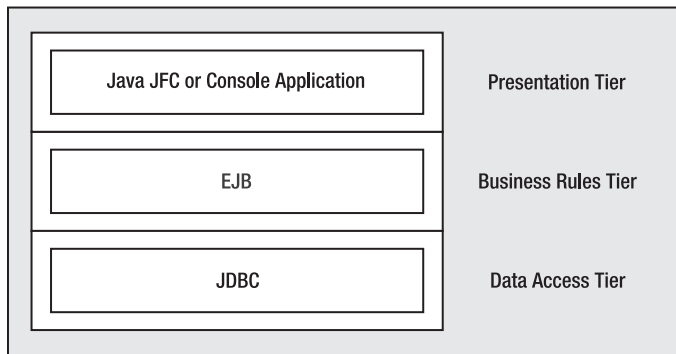 Java JFC or Console Application
Presentation Tier
EJB
Business Rules Tier
JDBC
Data Access Tier